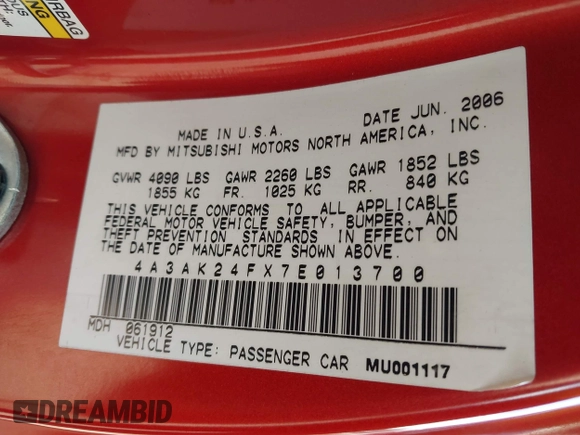 AIRBAG
NG
MADE IN U.S.A. DATE JUN. 2006
MFD BY MITSUBISHI MOTORS NORTH AMERICA, INC.
GVWR 4090 LBS GAWR 2260 LBS GAWR 1852 LBS
1855 KG FR. 1025 KG RR. 840 KG
THIS VEHICLE CONFORMS TO ALL APPLICABLE
FEDERAL MOTOR VEHICLE SAFETY, BUMPER, AND
THEFT PREVENTION STANDARDS IN EFFECT ON
THE DATE OF MANUFACTURE SHOWN ABOVE.
4A3AK24FX7E013700
MDH 061912
VEHICLE TYPE: PASSENGER CAR MU001117
DREAMBID